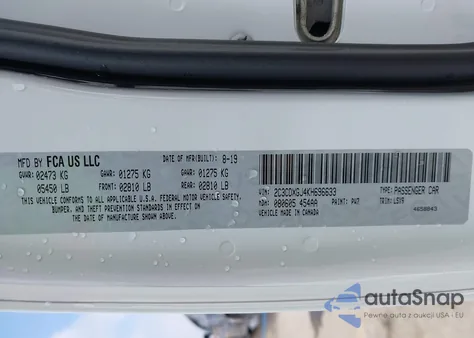 MFD BY FCA US LLC DATE OF MFR(BUILT): 8-19
GVWR: 02473 KG GAWR: 01275 KG GAWR: 01275 KG
05450 LB FRONT: 02810 LB REAR: 02810 LB
THIS VEHICLE CONFORMS TO ALL APPLICABLE U.S.A. FEDERAL MOTOR VEHICLE SAFETY,
BUMPER, AND THEFT PREVENTION STANDARDS IN EFFECT ON
THE DATE OF MANUFACTURE SHOWN ABOVE.
VIN: 2C3CDXGJ4KH696633 TYPE: PASSENGER CAR
MDH: 080605 454AA PAINT: PW7 TRIM: LSX9
MADE IN CANADA 4658843
autoSnap
Pewne auto z aukcji USA - EU